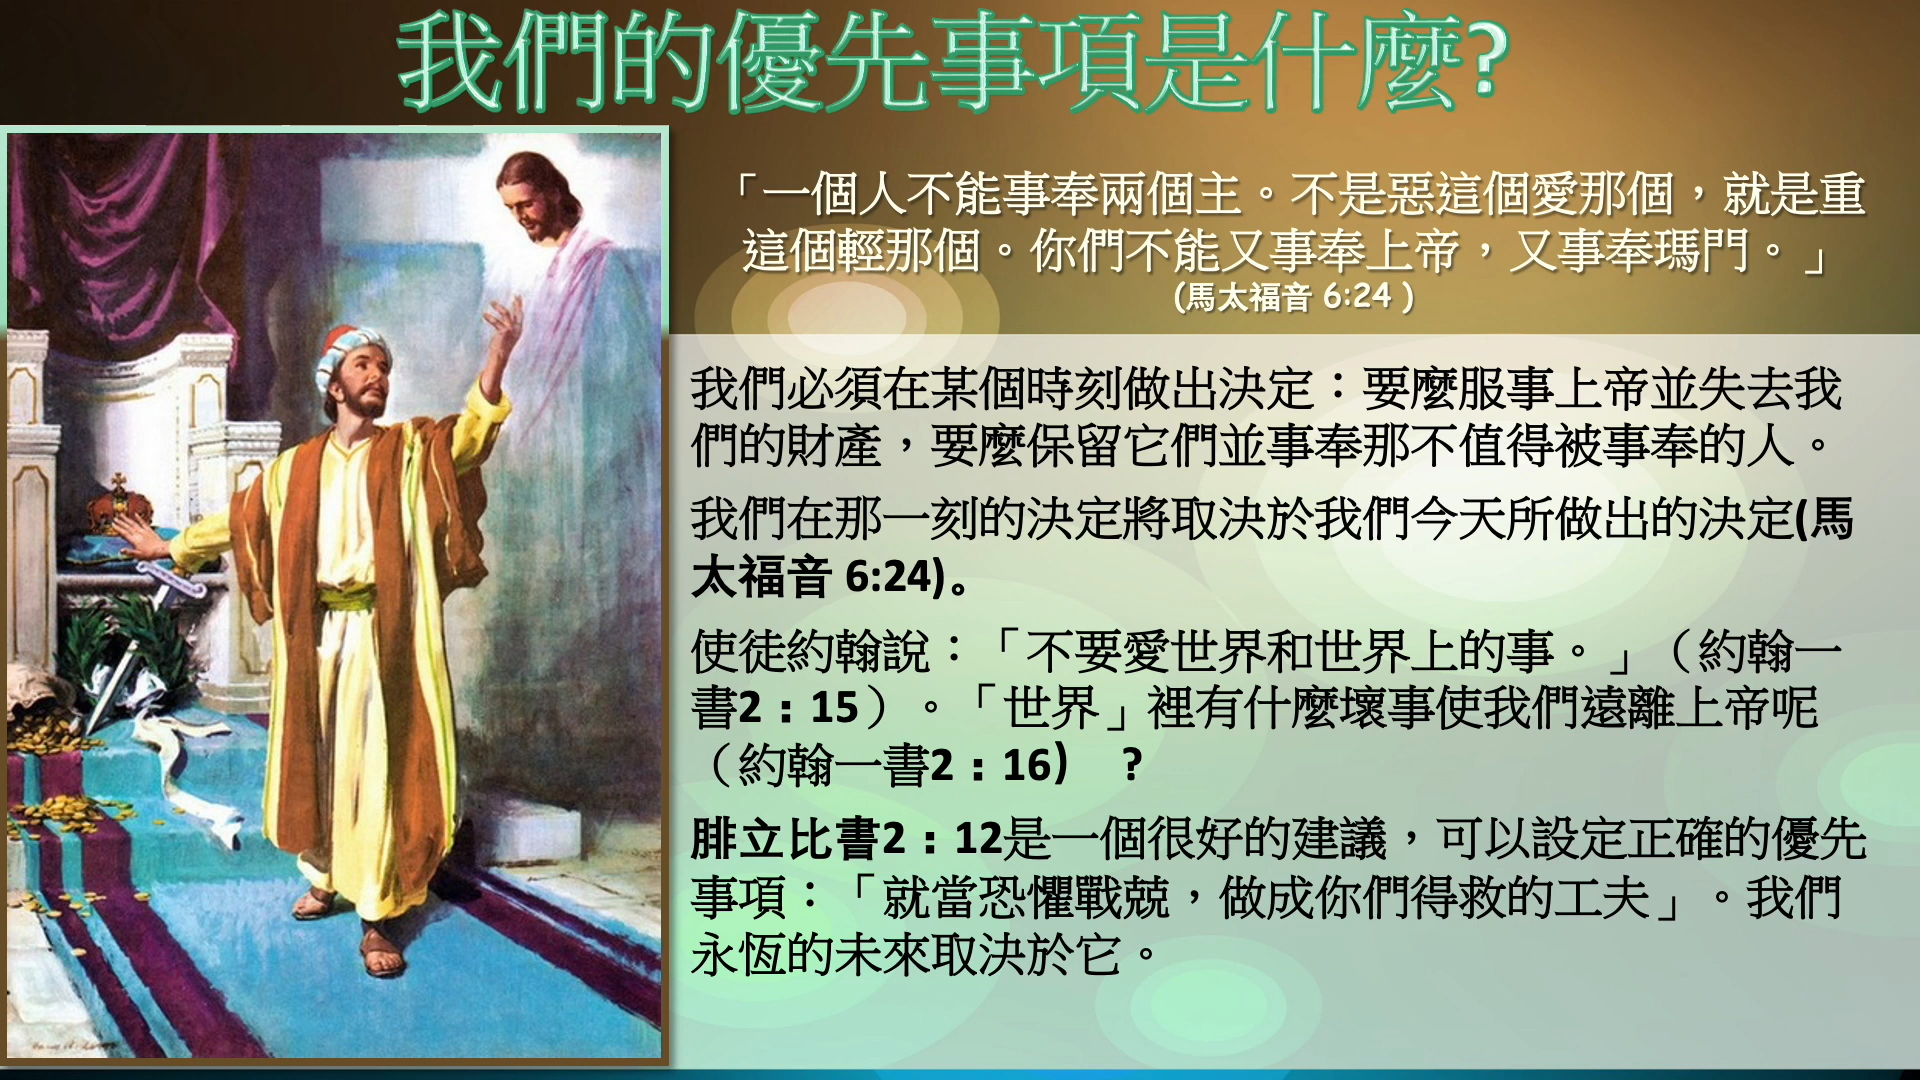 我們的優先事項是什麼?
「一個人不能事奉兩個主。不是惡這個愛那個，就是重
這個輕那個。你們不能又事奉上帝，又事奉瑪門。」
(馬太福音 6:24 )
我們必須在某個時刻做出決定：要麼服事上帝並失去我
們的財產，要麼保留它們並事奉那不值得被事奉的人。
我們在那一刻的決定將取決於我們今天所做出的決定(馬
太福音 6:24)。
使徒約翰說：「不要愛世界和世界上的事。」（約翰一
書2：15）。「世界」裡有什麼壞事使我們遠離上帝呢
（約翰一書2：16） ?
腓立比書2：12是一個很好的建議，可以設定正確的優先
事項：「就當恐懼戰兢，做成你們得救的工夫」。我們
永恆的未來取決於它。